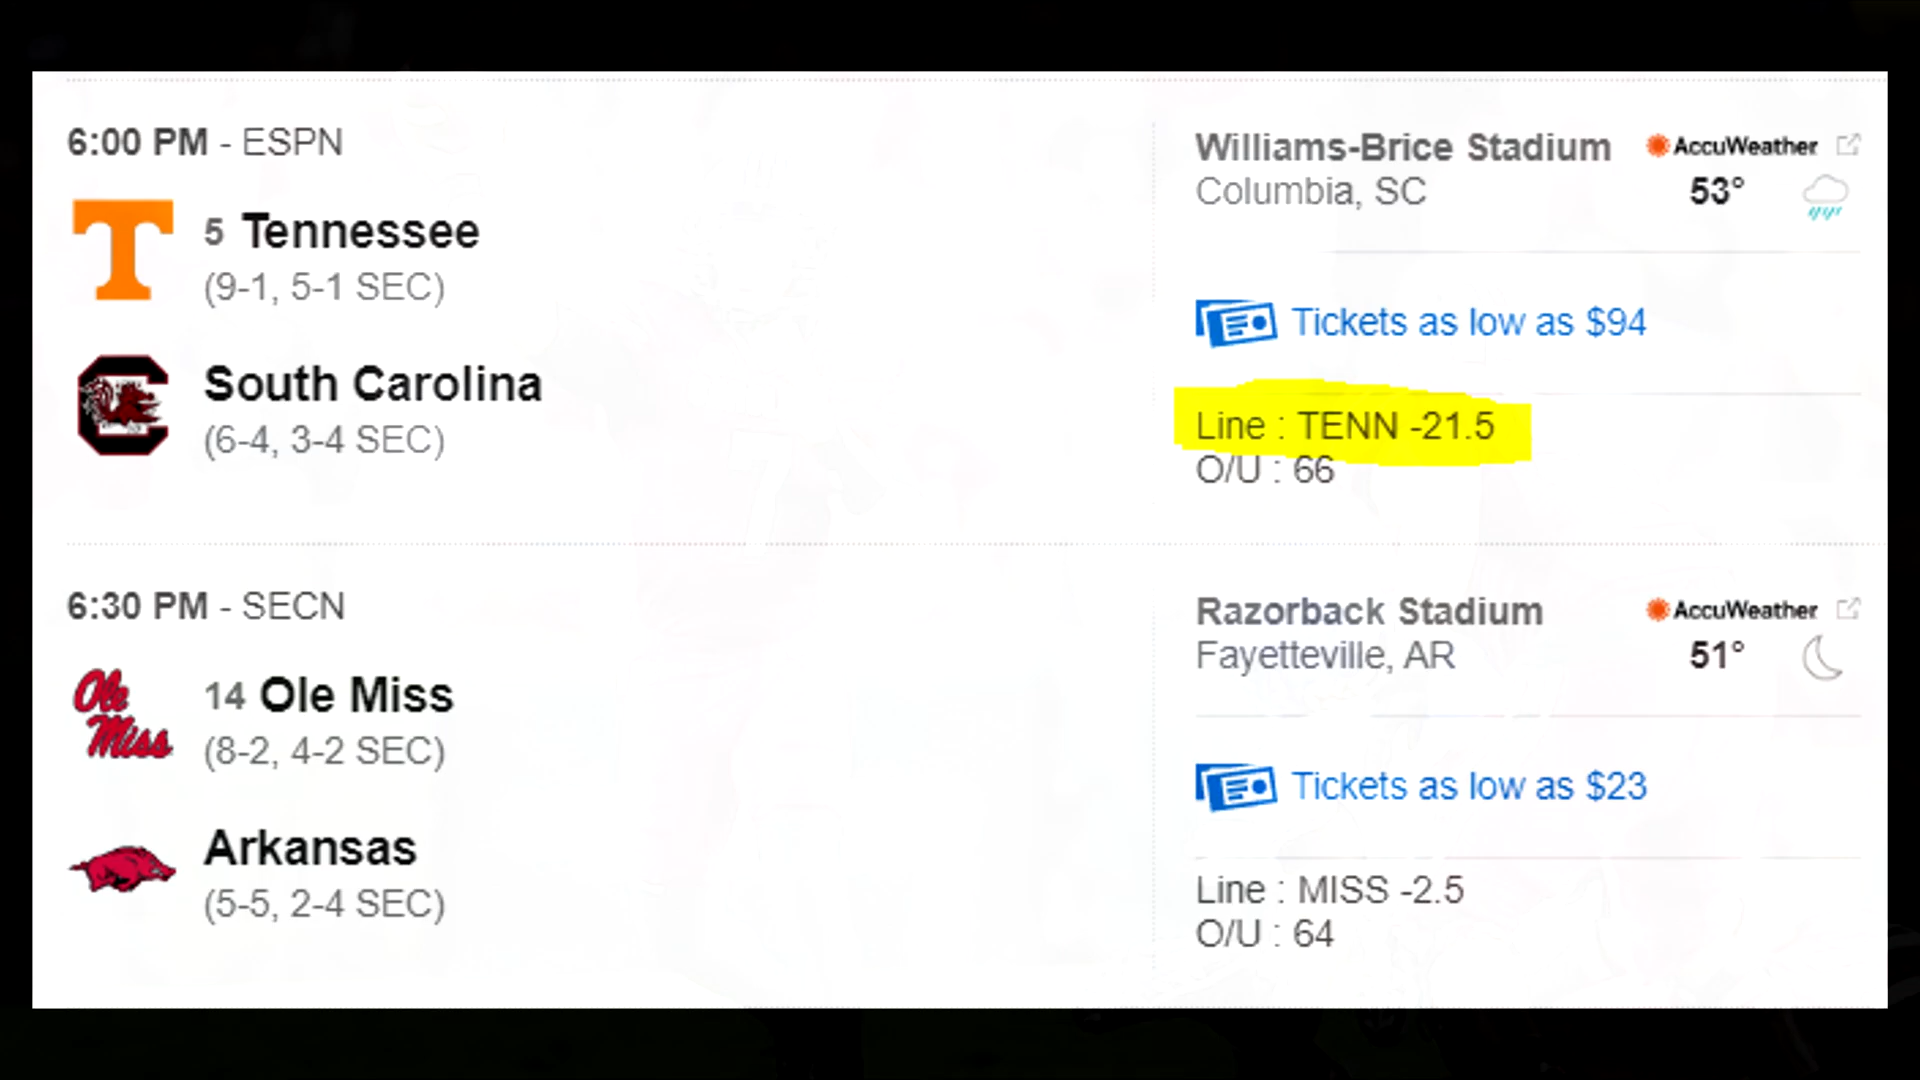 6:00 PM - ESPN
T
5 Tennessee
(9-1, 5-1 SEC)
C
South Carolina
(6-4, 3-4 SEC)
Williams-Brice Stadium
Columbia, SC
AccuWeather
53°
Tickets as low as $94
Line : TENN -21.5
O/U : 66
6:30 PM - SECN
Ole
Miss
14 Ole Miss
(8-2, 4-2 SEC)
Arkansas
(5-5, 2-4 SEC)
Razorback Stadium
Fayetteville, AR
AccuWeather
51°
Tickets as low as $23
Line : MISS -2.5
O/U : 64